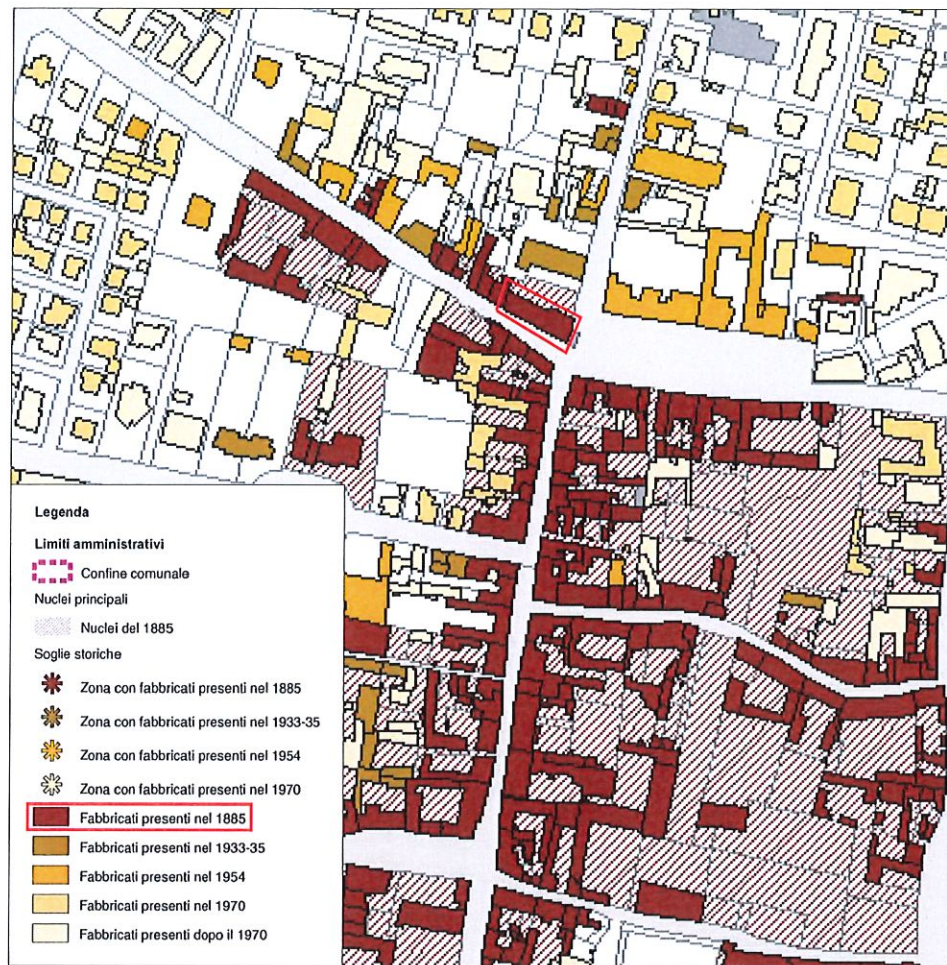 Legenda
Limiti amministrativi
Confine comunale
Nuclei principali
Nuclei del 1885
Soglie storiche
Zona con fabbricati presenti nel 1885
Zona con fabbricati presenti nel 1933-35
Zona con fabbricati presenti nel 1954
Zona con fabbricati presenti nel 1970
Fabbricati presenti nel 1885
Fabbricati presenti nel 1933-35
Fabbricati presenti nel 1954
Fabbricati presenti nel 1970
Fabbricati presenti dopo il 1970